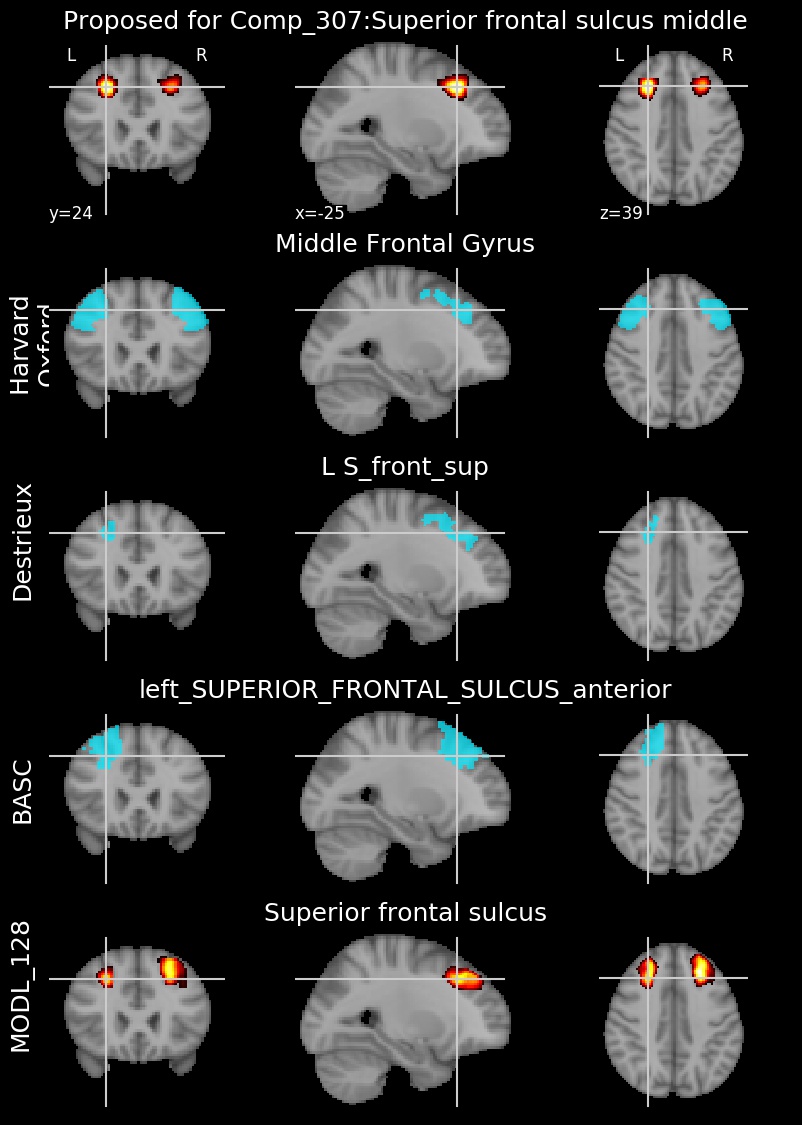 Proposed for Comp_307:Superior frontal sulcus middle
L R L R
y=24 x=-25 z=39
Middle Frontal Gyrus
Harvard
Oxford
L S_front_sup
Destrieux
left_SUPERIOR_FRONTAL_SULCUS_anterior
BASC
Superior frontal sulcus
MODL_128